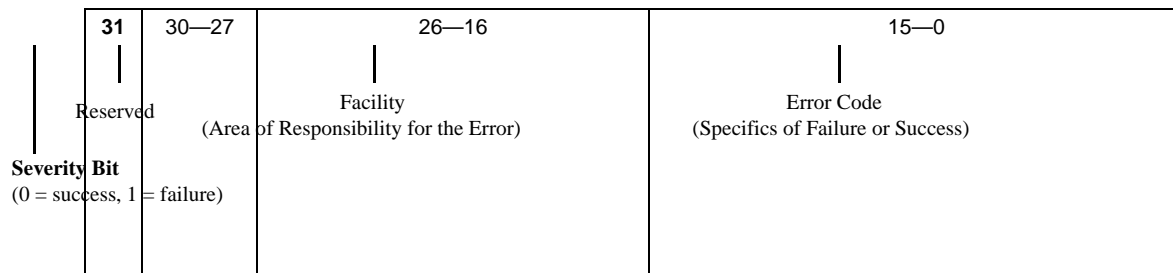 31 30—27 26—16 15—0
Reserved
Facility
(Area of Responsibility for the Error)
Error Code
(Specifics of Failure or Success)
Severity Bit
(0 = success, 1 = failure)